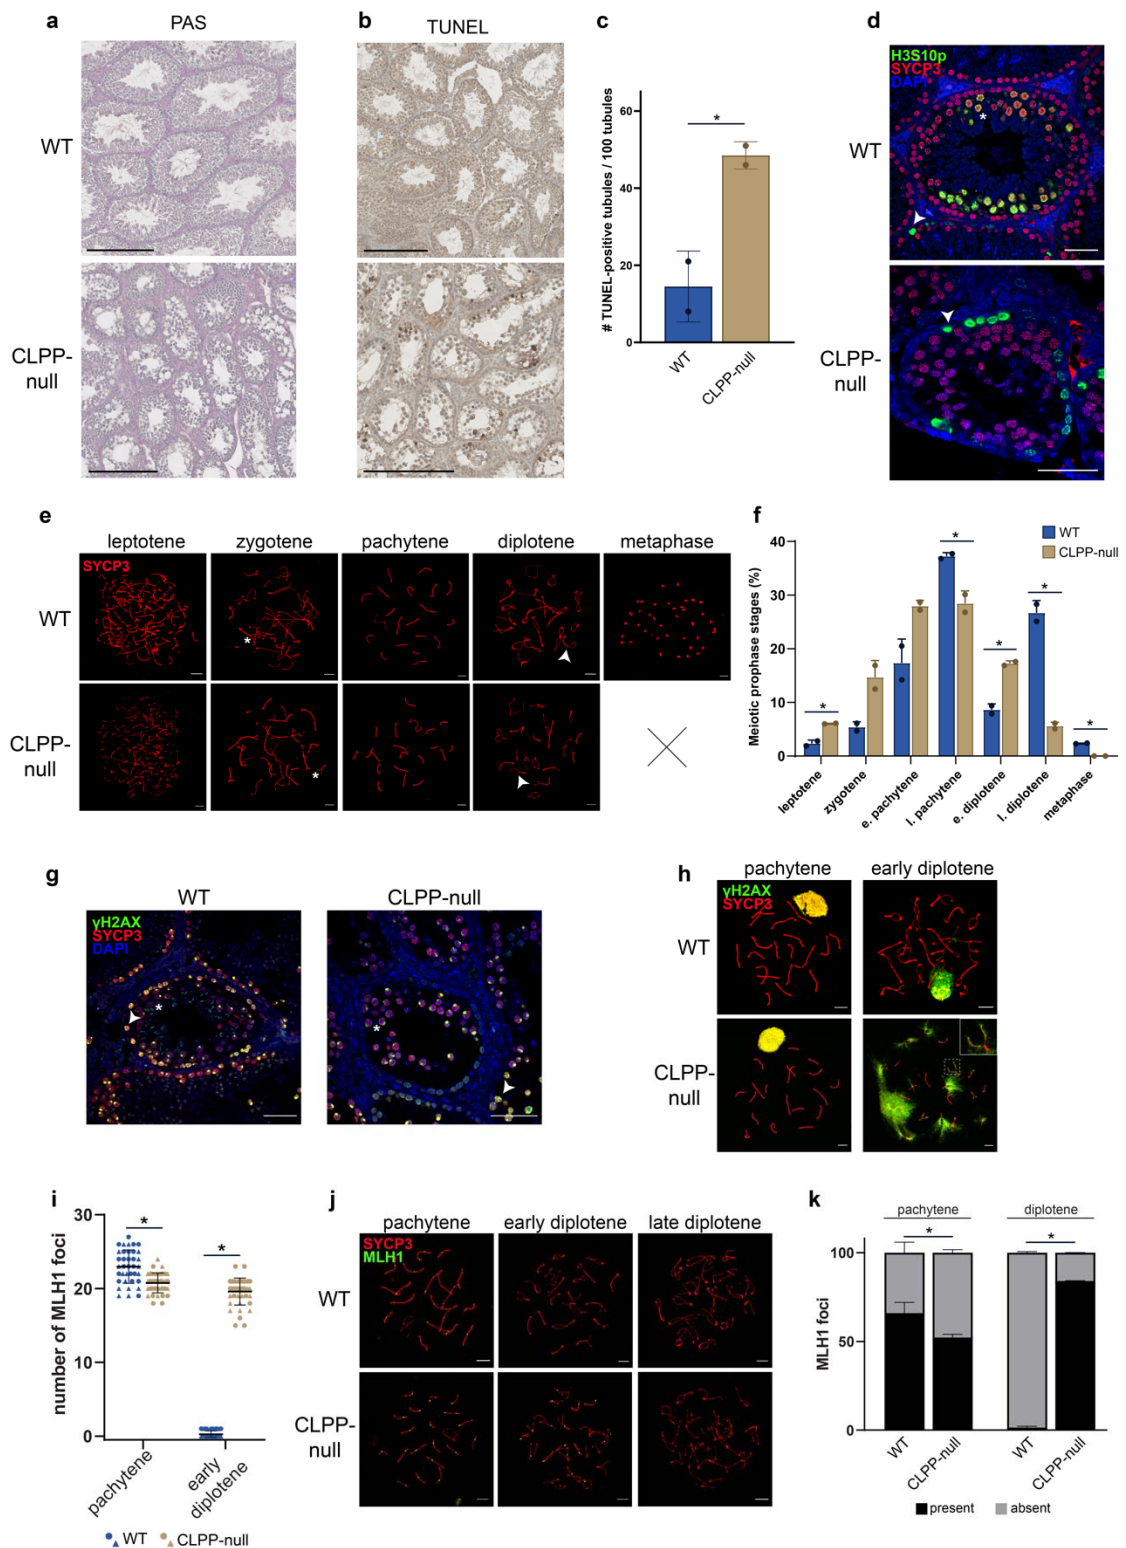 a
PAS
WT
CLPP-
null
b
TUNEL
c
# TUNEL-positive tubules / 100 tubules
60
40
20
0
*
WT
CLPP-null
d
H3S10p
SYCP3
DAPI
*
WT
CLPP-
null
e
leptotene
zygotene
pachytene
diplotene
metaphase
SYCP3
WT
*
CLPP-
null
*
f
WT
CLPP-null
Meiotic prophase stages (%)
40
30
20
10
0
*
*
*
*
*
leptotene
zygotene
e. pachytene
l. pachytene
e. diplotene
l. diplotene
metaphase
g
WT
CLPP-null
γH2AX
SYCP3
DAPI
*
*
h
pachytene
early diplotene
γH2AX
SYCP3
WT
CLPP-
null
i
number of MLH1 foci
30
20
10
0
*
*
pachytene
early
diplotene
WT
CLPP-null
j
pachytene
early diplotene
late diplotene
SYCP3
MLH1
WT
CLPP-
null
k
pachytene
diplotene
*
*
MLH1 foci
100
50
0
WT
CLPP-null
WT
CLPP-null
present
absent